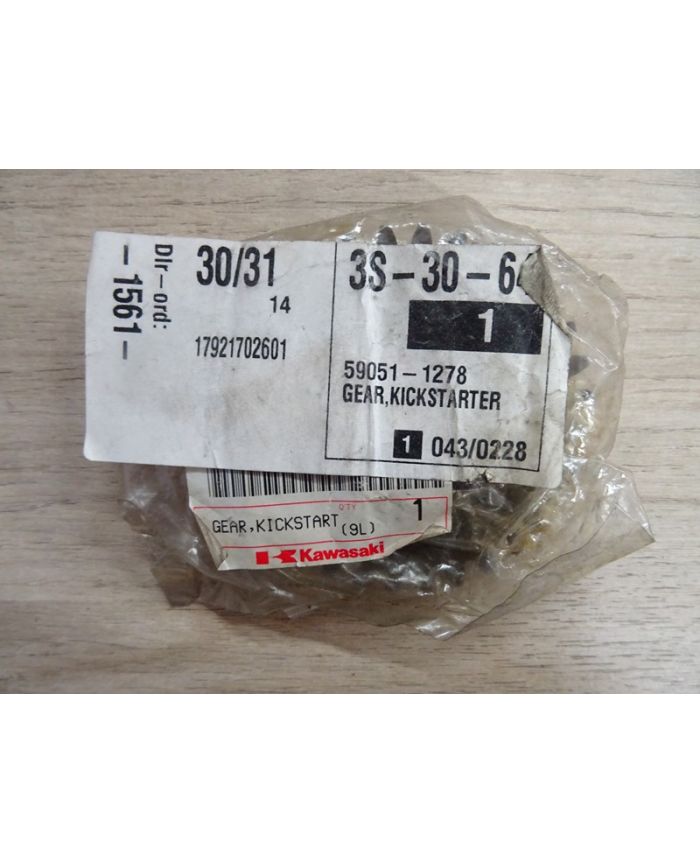 Dlr-ord:
-1561-
30/31
14
17921702601
3S-30-64
1
59051-1278
GEAR,KICKSTARTER
1 043/0228
QTY
GEAR,KICKSTART (9L) 1
Kawasaki